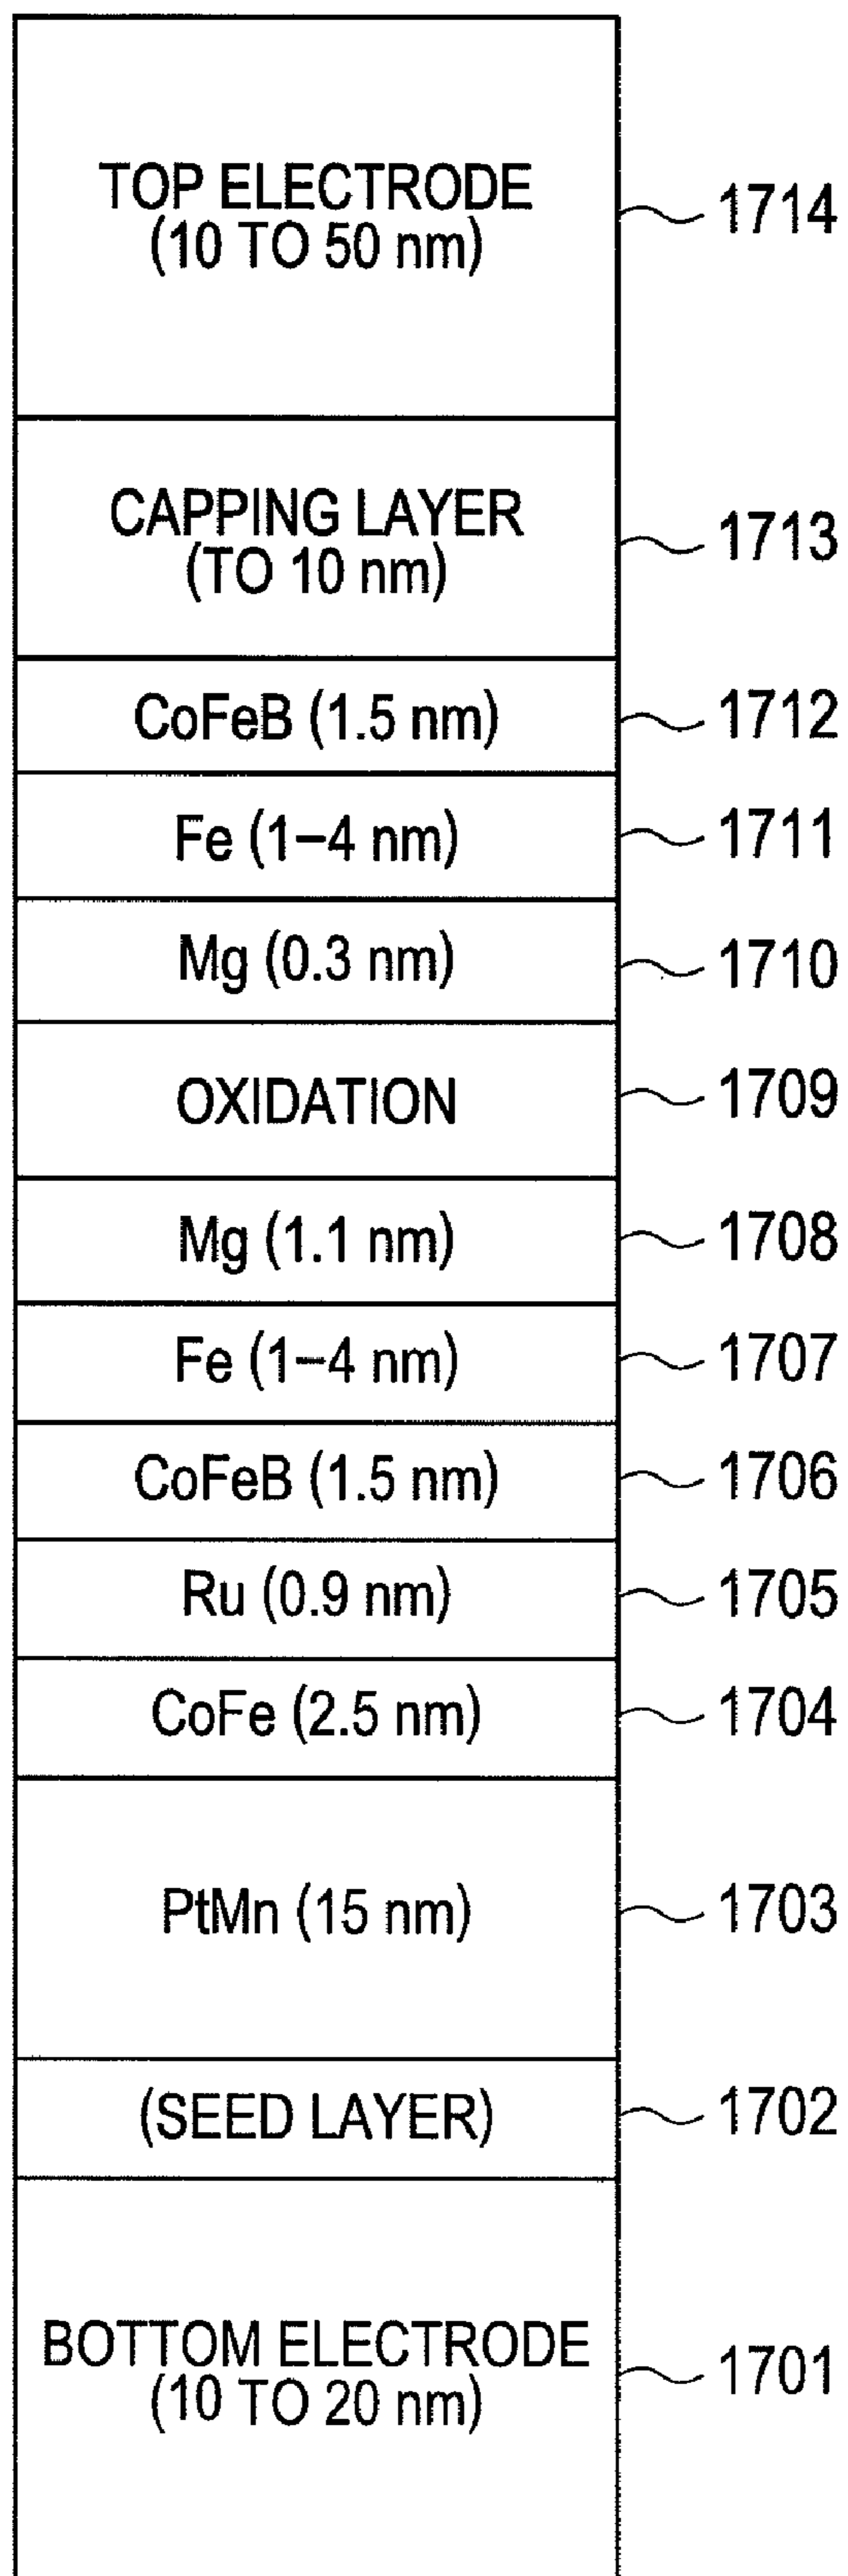 TOP ELECTRODE
(10 TO 50 nm)
1714
CAPPING LAYER
(TO 10 nm)
1713
CoFeB (1.5 nm)
1712
Fe (1–4 nm)
1711
Mg (0.3 nm)
1710
OXIDATION
1709
Mg (1.1 nm)
1708
Fe (1–4 nm)
1707
CoFeB (1.5 nm)
1706
Ru (0.9 nm)
1705
CoFe (2.5 nm)
1704
PtMn (15 nm)
1703
(SEED LAYER)
1702
BOTTOM ELECTRODE
(10 TO 20 nm)
1701